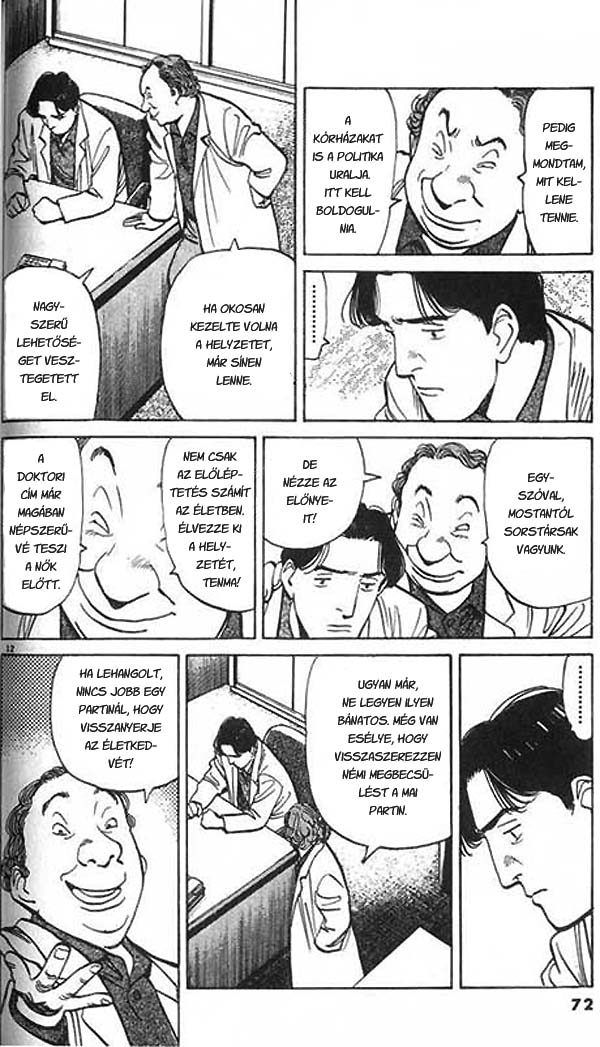 PEDIG
MEG-
MONDTAM,
MIT KEL-
LENE
TENNIE.
A
KÓRHÁZAKAT
IS A POLITIKA
URALJA.
ITT KELL
BOLDOGUL-
NIA.
........
HA OKOSAN
KEZELTE VOLNA
A HELYZETET,
MÁR SÍNEN
LENNE.
NAGY-
SZERŰ
LEHETŐSÉ-
GET VESZ-
TEGETETT
EL.
EGY-
SZÓVAL,
MOSTANTÓL
SORSTÁRSAK
VAGYUNK.
DE
NÉZZE AZ
ELŐNYE-
IT!
NEM CSAK
AZ ELŐLÉP-
TETÉS SZÁMÍT
AZ ÉLETBEN.
ÉLVEZZE KI
A HELY-
ZETÉT,
TENMA!
A
DOKTORI
CÍM MÁR
MAGÁBAN
NÉPSZERŰ-
VÉ TESZI
A NŐK
ELŐTT.
12
........
UGYAN MÁR,
NE LEGYEN ILYEN
BÁNATOS. MÉG VAN
ESÉLYE, HOGY
VISSZASZEREZZEN
NÉMI MEGBECSÜ-
LÉST A MAI
PARTIN.
HA LEHANGOLT,
NINCS JOBB EGY
PARTINÁL, HOGY
VISSZANYERJE
AZ ÉLETKED-
VÉT!
72